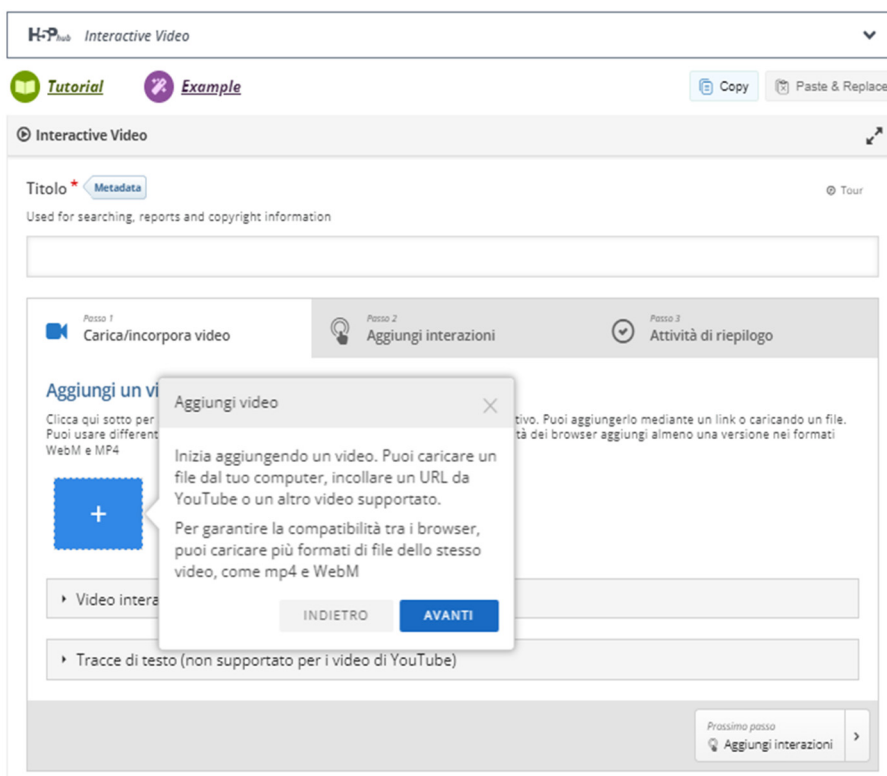 H5P hub Interactive Video
Tutorial Example Copy Paste & Replace
Interactive Video
Titolo * Metadata Tour
Used for searching, reports and copyright information
Passo 1 Passo 2 Passo 3
Carica/incorpora video Aggiungi interazioni Attività di riepilogo
Aggiungi un vi
Clicca qui sotto per
tivo. Puoi aggiungerlo mediante un link o caricando un file.
Puoi usare different
tà dei browser aggiungi almeno una versione nei formati
WebM e MP4
+
Aggiungi video
Inizia aggiungendo un video. Puoi caricare un
file dal tuo computer, incollare un URL da
YouTube o un altro video supportato.
Per garantire la compatibilità tra i browser,
puoi caricare più formati di file dello stesso
video, come mp4 e WebM
INDIETRO AVANTI
Video intera
Tracce di testo (non supportato per i video di YouTube)
Prossimo passo
Aggiungi interazioni